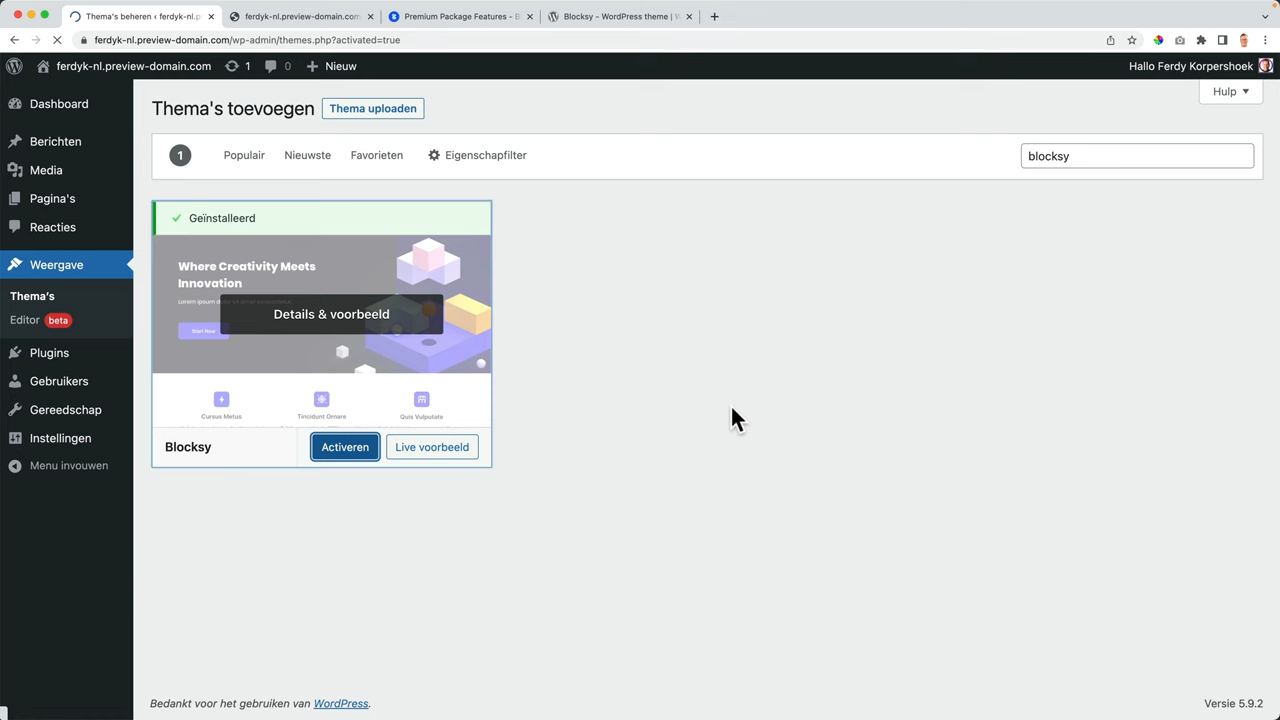 Thema's beheren ‹ ferdyk-nl.pr
ferdyk-nl.preview-domain.com
Premium Package Features - B
Blocksy - WordPress theme | W
ferdyk-nl.preview-domain.com/wp-admin/themes.php?activated=true
ferdyk-nl.preview-domain.com
1
0
Nieuw
Hallo Ferdy Korpershoek
Dashboard
Berichten
Media
Pagina's
Reacties
Weergave
Thema's
Editor beta
Plugins
Gebruikers
Gereedschap
Instellingen
Menu invouwen
Thema's toevoegen
Thema uploaden
Hulp
1
Populair
Nieuwste
Favorieten
Eigenschapfilter
blocksy
Geïnstalleerd
Where Creativity Meets
Innovation
Lorem ipsum
Details & voorbeeld
Start Now
Cursus Metus
Tincidunt Ornare
Quis Vulputate
Blocksy
Activeren
Live voorbeeld
Bedankt voor het gebruiken van WordPress.
Versie 5.9.2